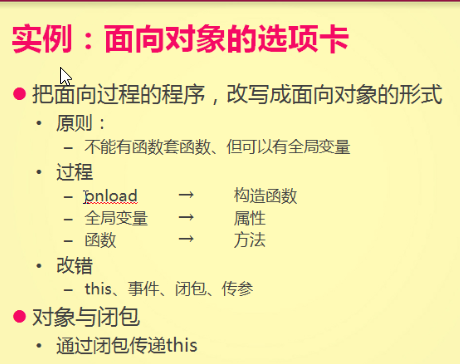 实例：面向对象的选项卡
● 把面向过程的程序，改写成面向对象的形式
• 原则：
– 不能有函数套函数、但可以有全局变量
• 过程
– onload → 构造函数
– 全局变量 → 属性
– 函数 → 方法
• 改错
– this、事件、闭包、传参
● 对象与闭包
• 通过闭包传递this